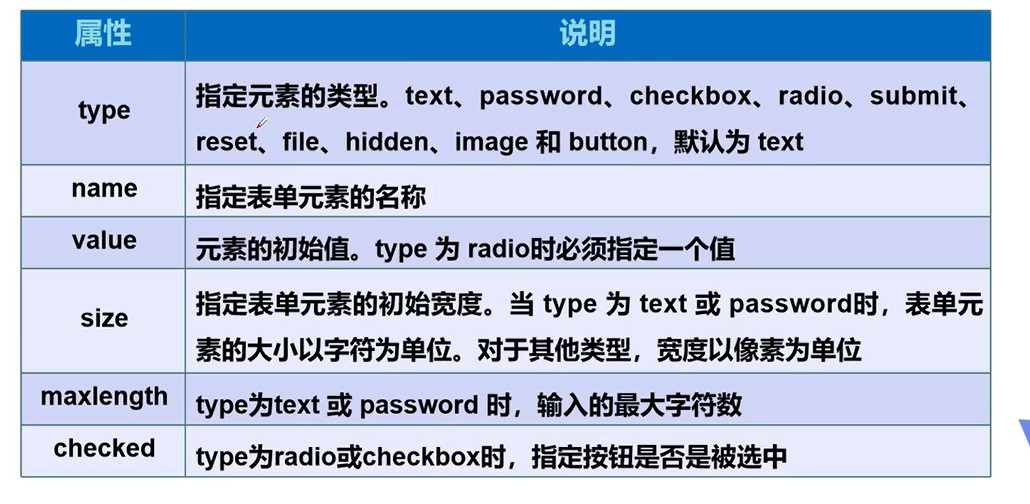 属性 说明
type 指定元素的类型。text、password、checkbox、radio、submit、
reset、file、hidden、image 和 button，默认为 text
name 指定表单元素的名称
value 元素的初始值。type 为 radio时必须指定一个值
size 指定表单元素的初始宽度。当 type 为 text 或 password时，表单元
素的大小以字符为单位。对于其他类型，宽度以像素为单位
maxlength type为text 或 password 时，输入的最大字符数
checked type为radio或checkbox时，指定按钮是否是被选中